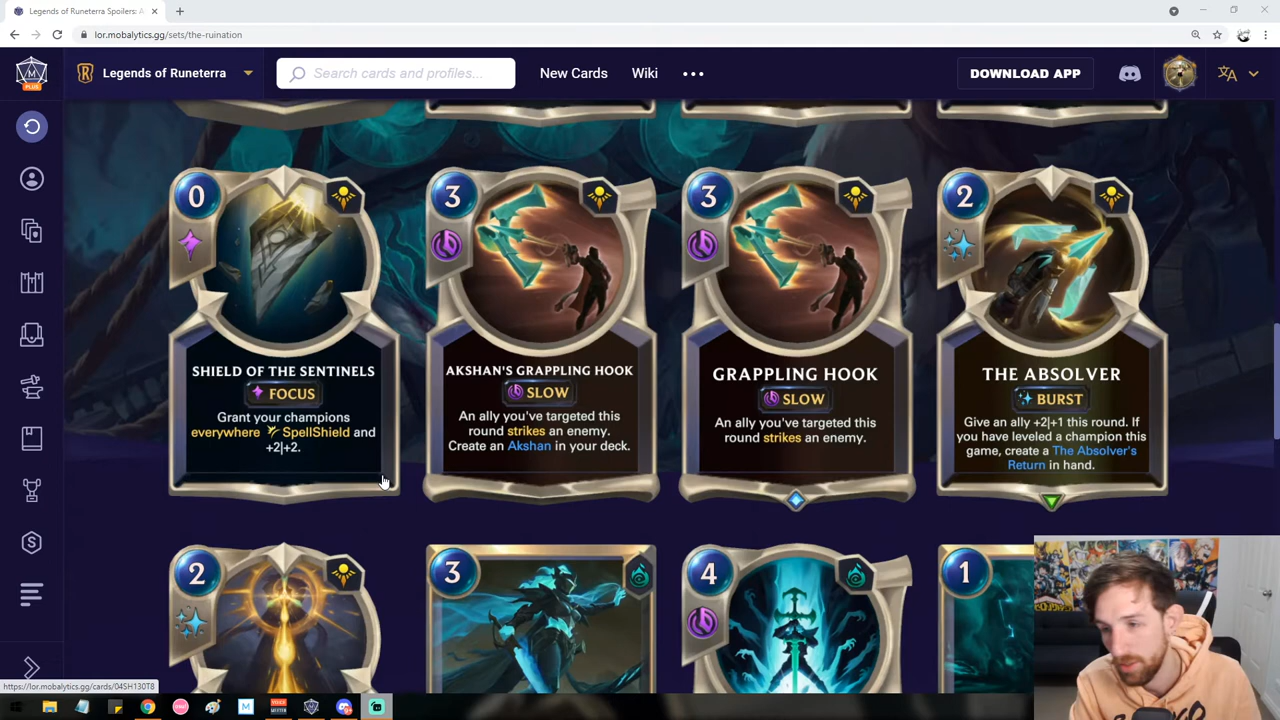 Legends of Runeterra Spoilers: A
lor.mobalytics.gg/sets/the-ruination
PLUS
Legends of Runeterra
Search cards and profiles...
New Cards
Wiki
DOWNLOAD APP
0
3
3
2
SHIELD OF THE SENTINELS
FOCUS
Grant your champions
everywhere SpellShield and
+2|+2.
AKSHAN'S GRAPPLING HOOK
SLOW
An ally you've targeted this
round strikes an enemy.
Create an Akshan in your deck.
GRAPPLING HOOK
SLOW
An ally you've targeted this
round strikes an enemy.
THE ABSOLVER
BURST
Give an ally +2|+1 this round. If
you have leveled a champion this
game, create a The Absolver's
Return in hand.
2
3
4
1
https://lor.mobalytics.gg/cards/04SH130T8